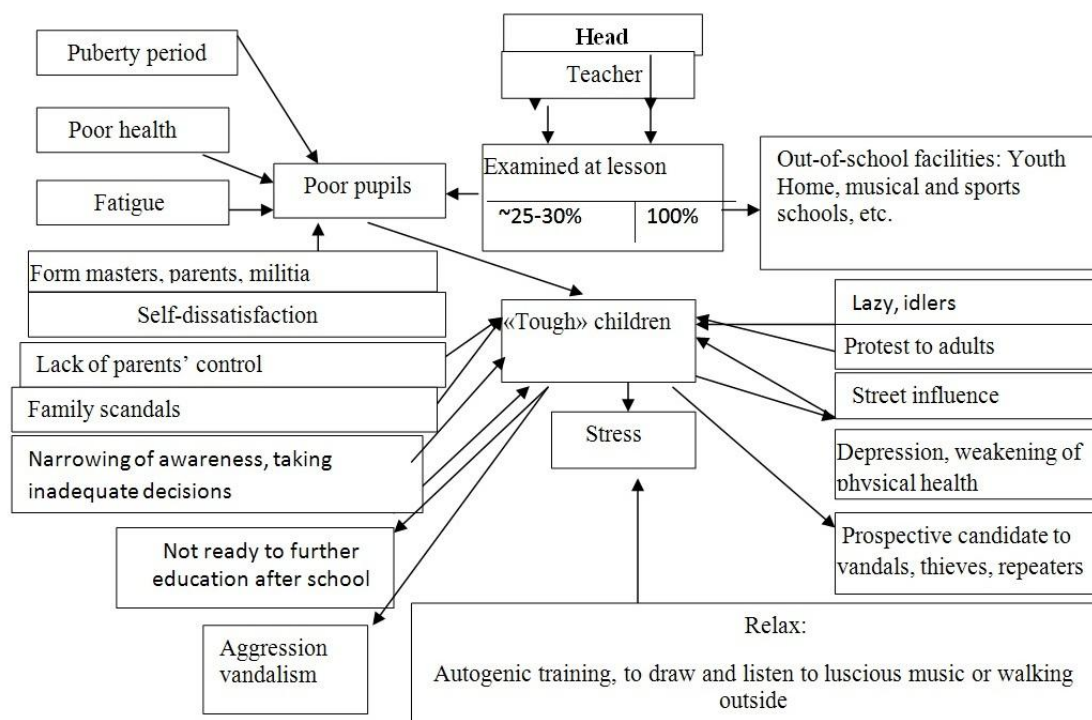 Head
Teacher
Puberty period
Poor health
Fatigue
Poor pupils
Examined at lesson
~25-30%
100%
Out-of-school facilities: Youth
Home, musical and sports
schools, etc.
Form masters, parents, militia
Self-dissatisfaction
Lack of parents’ control
Family scandals
Narrowing of awareness, taking
inadequate decisions
«Tough» children
Stress
Lazy, idlers
Protest to adults
Street influence
Depression, weakening of
physical health
Prospective candidate to
vandals, thieves, repeaters
Not ready to further
education after school
Aggression
vandalism
Relax:
Autogenic training, to draw and listen to luscious music or walking
outside